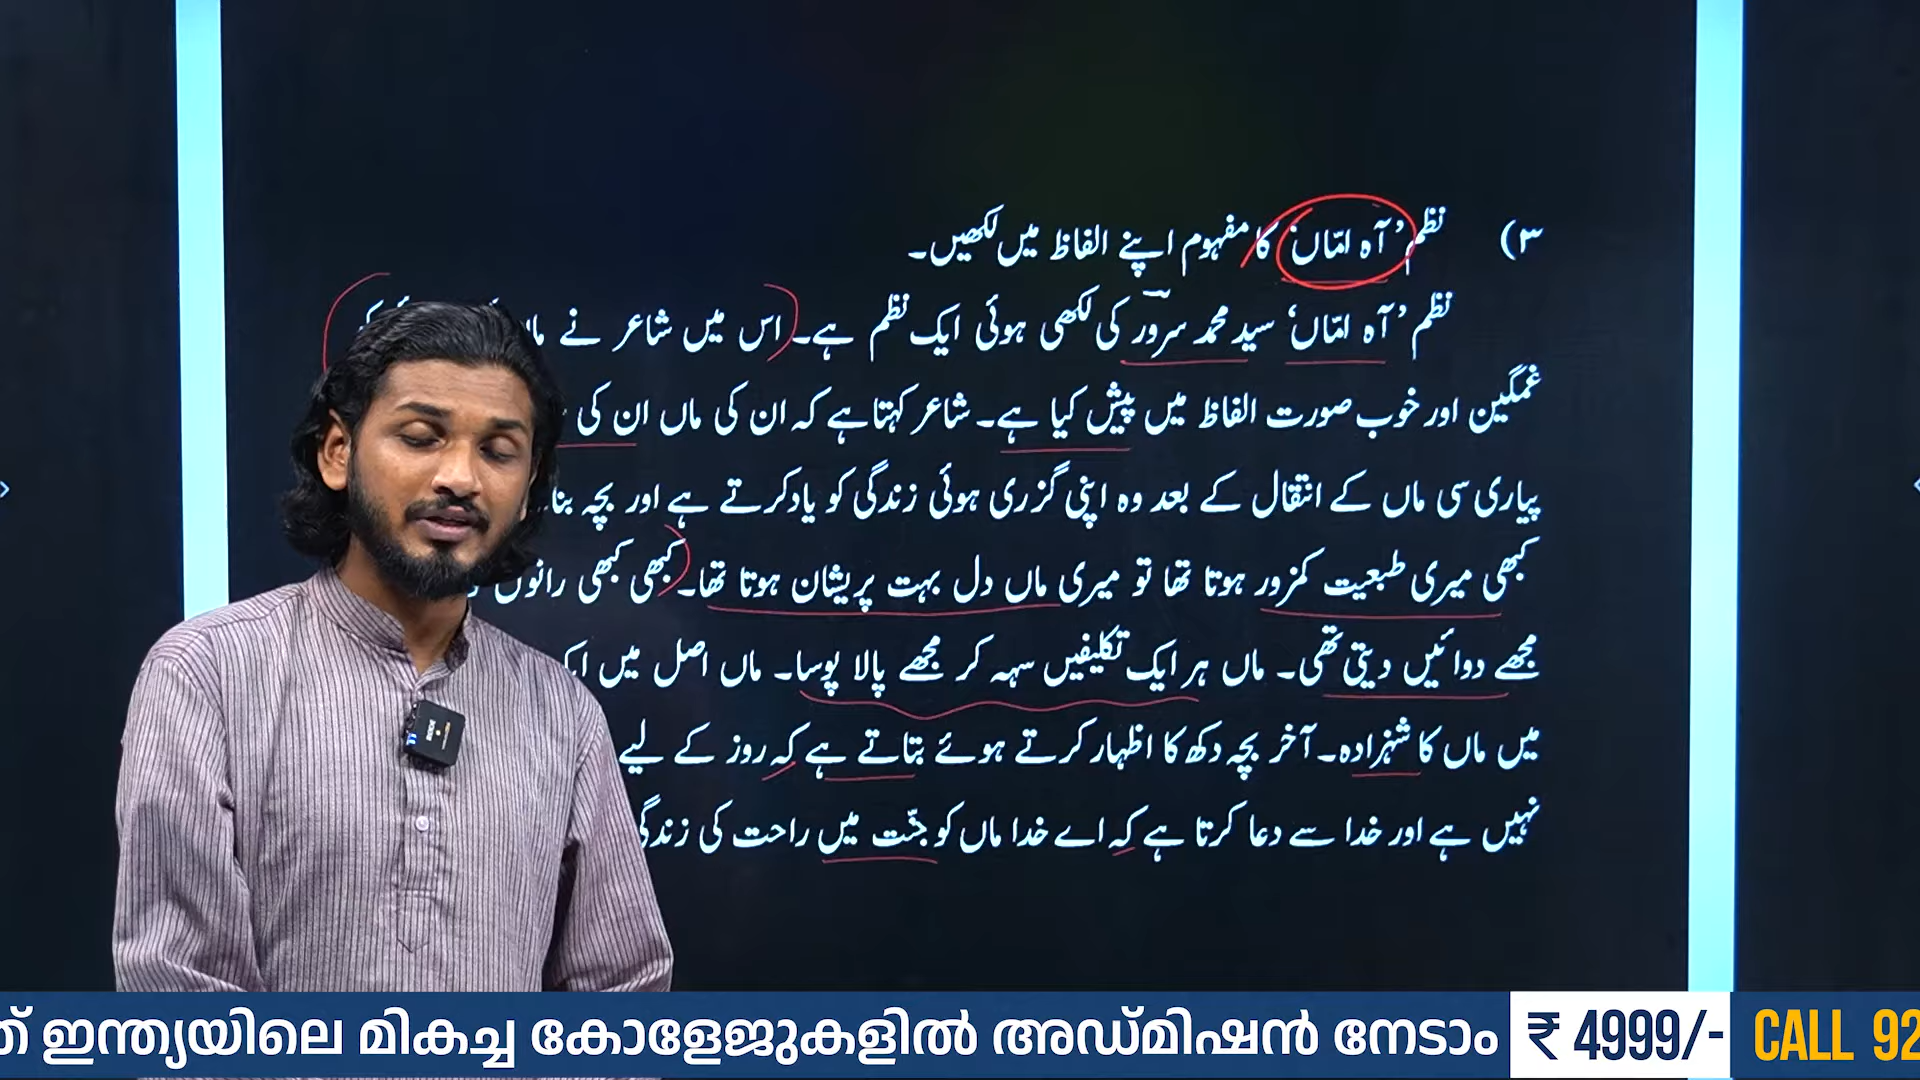 ۳) نظم ’آہ امّاں‘ کا مفہوم اپنے الفاظ میں لکھیں۔
نظم ’آہ امّاں‘ سید محمد سرور کی لکھی ہوئی ایک نظم ہے۔ اس میں شاعر نے
غمگین اور خوب صورت الفاظ میں پیش کیا ہے۔ شاعر کہتا ہے کہ ان کی ماں ان کی
پیاری سی ماں کے انتقال کے بعد وہ اپنی گزری ہوئی زندگی کو یاد کرتے ہے اور بچہ
کبھی میری طبعیت کمزور ہوتا تھا تو میری ماں دل بہت پریشان ہوتا تھا۔ کبھی کبھی راتوں
مجھے دوائیں دیتی تھی۔ ماں ہر ایک تکلیفیں سہہ کر مجھے پالا پوسا۔ ماں اصل میں
میں ماں کا شہزادہ۔ آخر بچہ دکھ کا اظہار کرتے ہوئے بتاتے ہے کہ روز کے لیے
نہیں ہے اور خدا سے دعا کرتا ہے کہ اے خدا ماں کو جنّت میں راحت کی زندگی
ഇന്ത്യയിലെ മികച്ച കോളേജുകളിൽ അഡ്മിഷൻ നേടാം ₹ 4999/- CALL 92